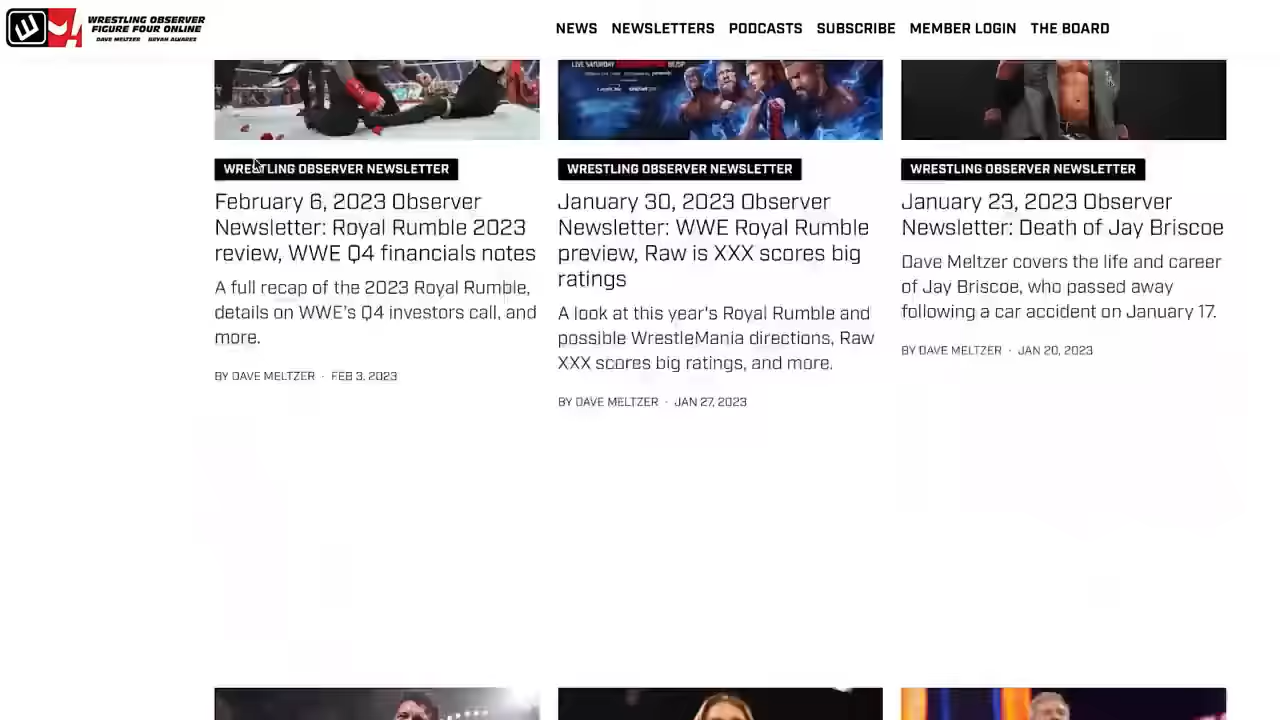 WRESTLING OBSERVER
FIGURE FOUR ONLINE
DAVE MELTZER BRYAN ALVAREZ
NEWS NEWSLETTERS PODCASTS SUBSCRIBE MEMBER LOGIN THE BOARD
WRESTLING OBSERVER NEWSLETTER
February 6, 2023 Observer
Newsletter: Royal Rumble 2023
review, WWE Q4 financials notes
A full recap of the 2023 Royal Rumble,
details on WWE's Q4 investors call, and
more.
BY DAVE MELTZER · FEB 3, 2023
WRESTLING OBSERVER NEWSLETTER
January 30, 2023 Observer
Newsletter: WWE Royal Rumble
preview, Raw is XXX scores big
ratings
A look at this year's Royal Rumble and
possible WrestleMania directions, Raw
XXX scores big ratings, and more.
BY DAVE MELTZER · JAN 27, 2023
WRESTLING OBSERVER NEWSLETTER
January 23, 2023 Observer
Newsletter: Death of Jay Briscoe
Dave Meltzer covers the life and career
of Jay Briscoe, who passed away
following a car accident on January 17.
BY DAVE MELTZER · JAN 20, 2023